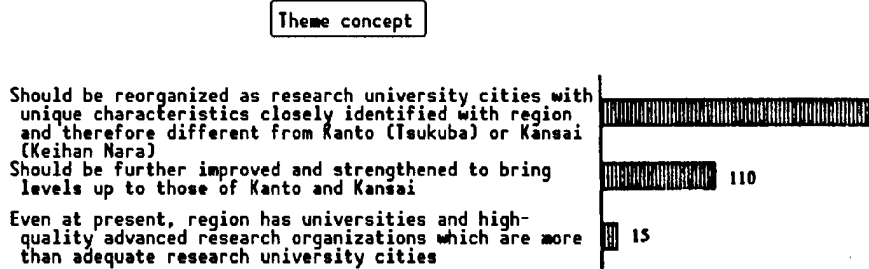 Theme concept
Should be reorganized as research university cities with
unique characteristics closely identified with region
and therefore different from Kanto (Tsukuba) or Kansai
(Keihan Nara)
Should be further improved and strengthened to bring
levels up to those of Kanto and Kansai
110
Even at present, region has universities and high-
quality advanced research organizations which are more
than adequate research university cities
15